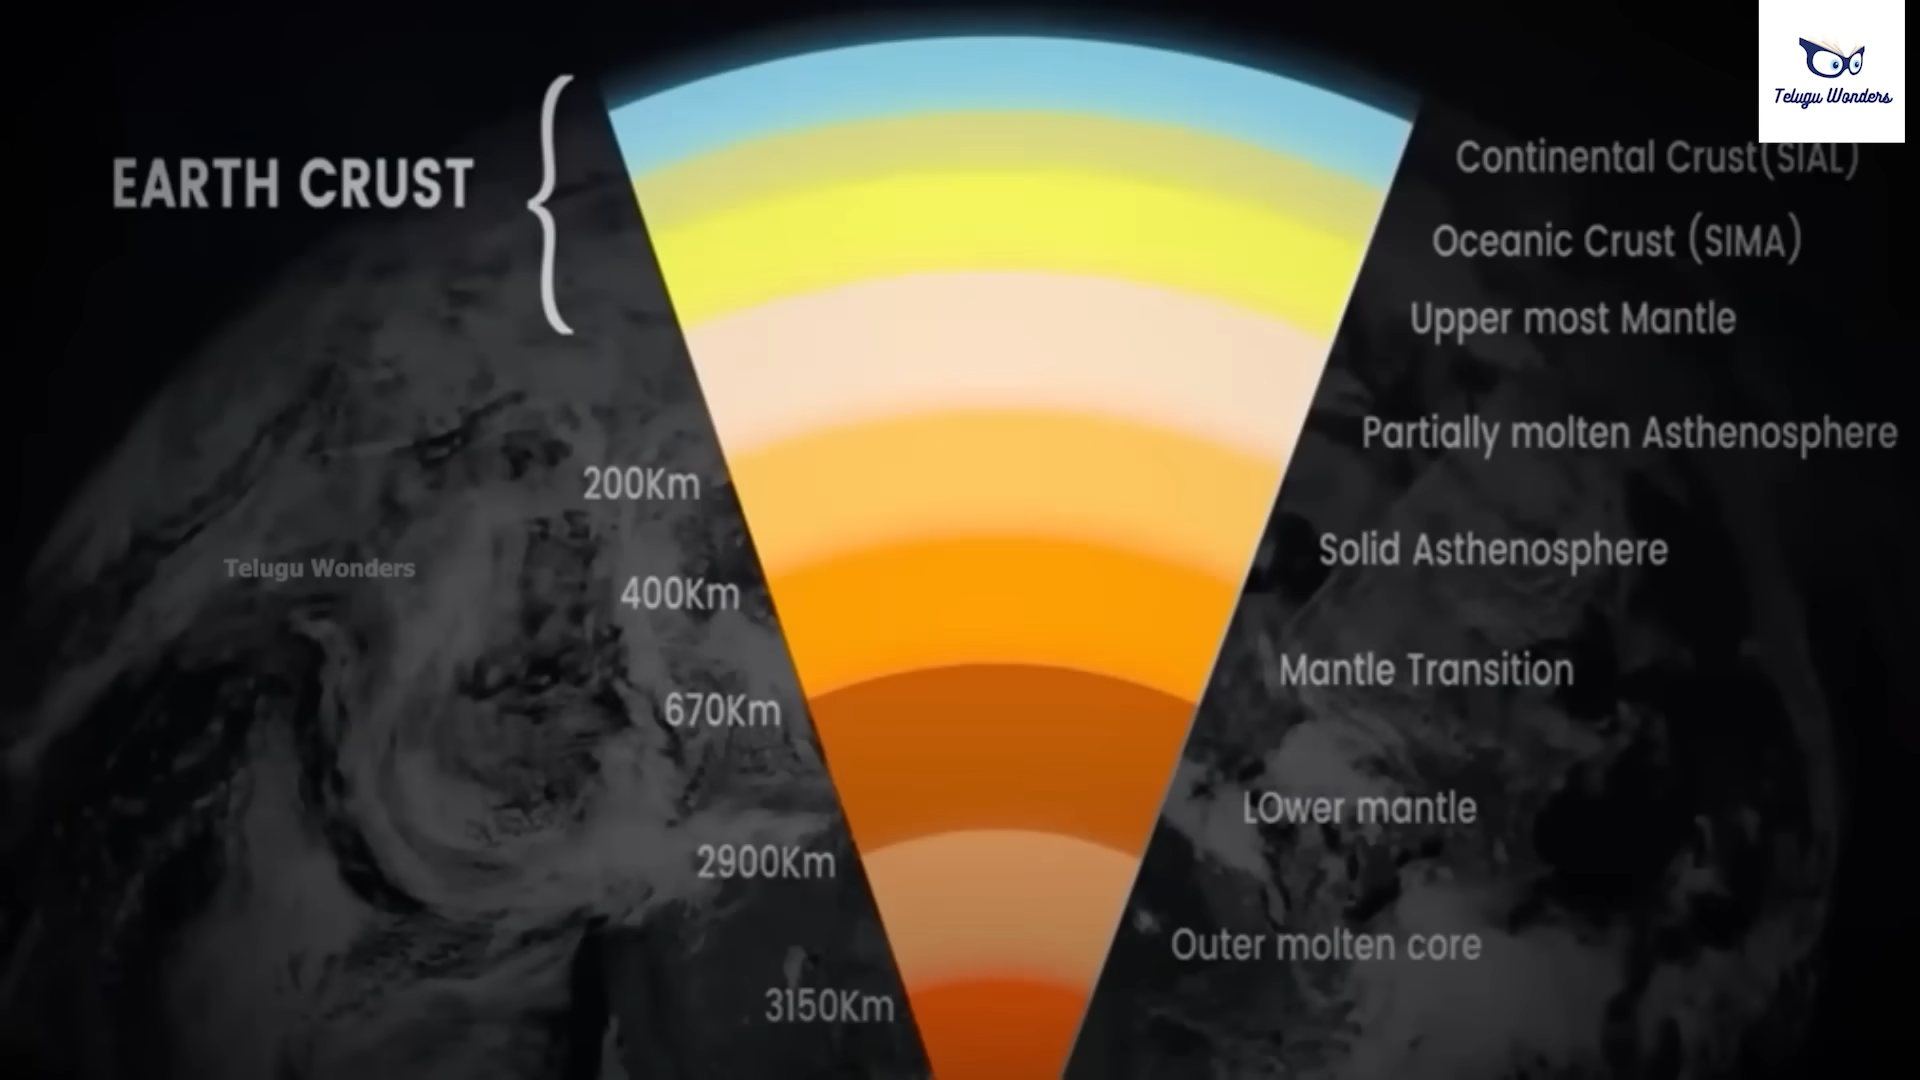 Telugu Wonders
EARTH CRUST
Continental Crust(SIAL)
Oceanic Crust (SIMA)
Upper most Mantle
Partially molten Asthenosphere
200Km
Solid Asthenosphere
Telugu Wonders
400Km
Mantle Transition
670Km
LOwer mantle
2900Km
Outer molten core
3150Km